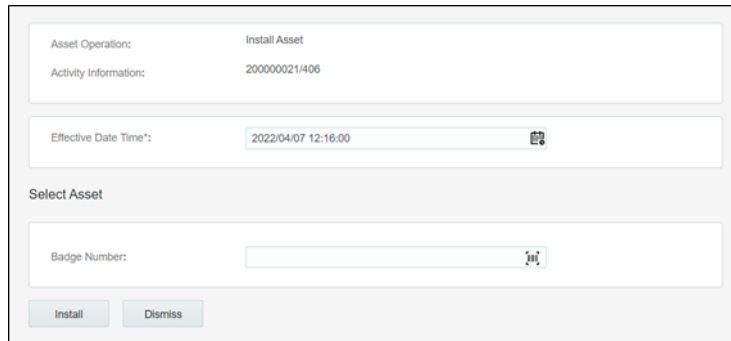 Asset Operation: Install Asset
Activity Information: 200000021/406
Effective Date Time*: 2022/04/07 12:16:00
Select Asset
Badge Number:
Install Dismiss